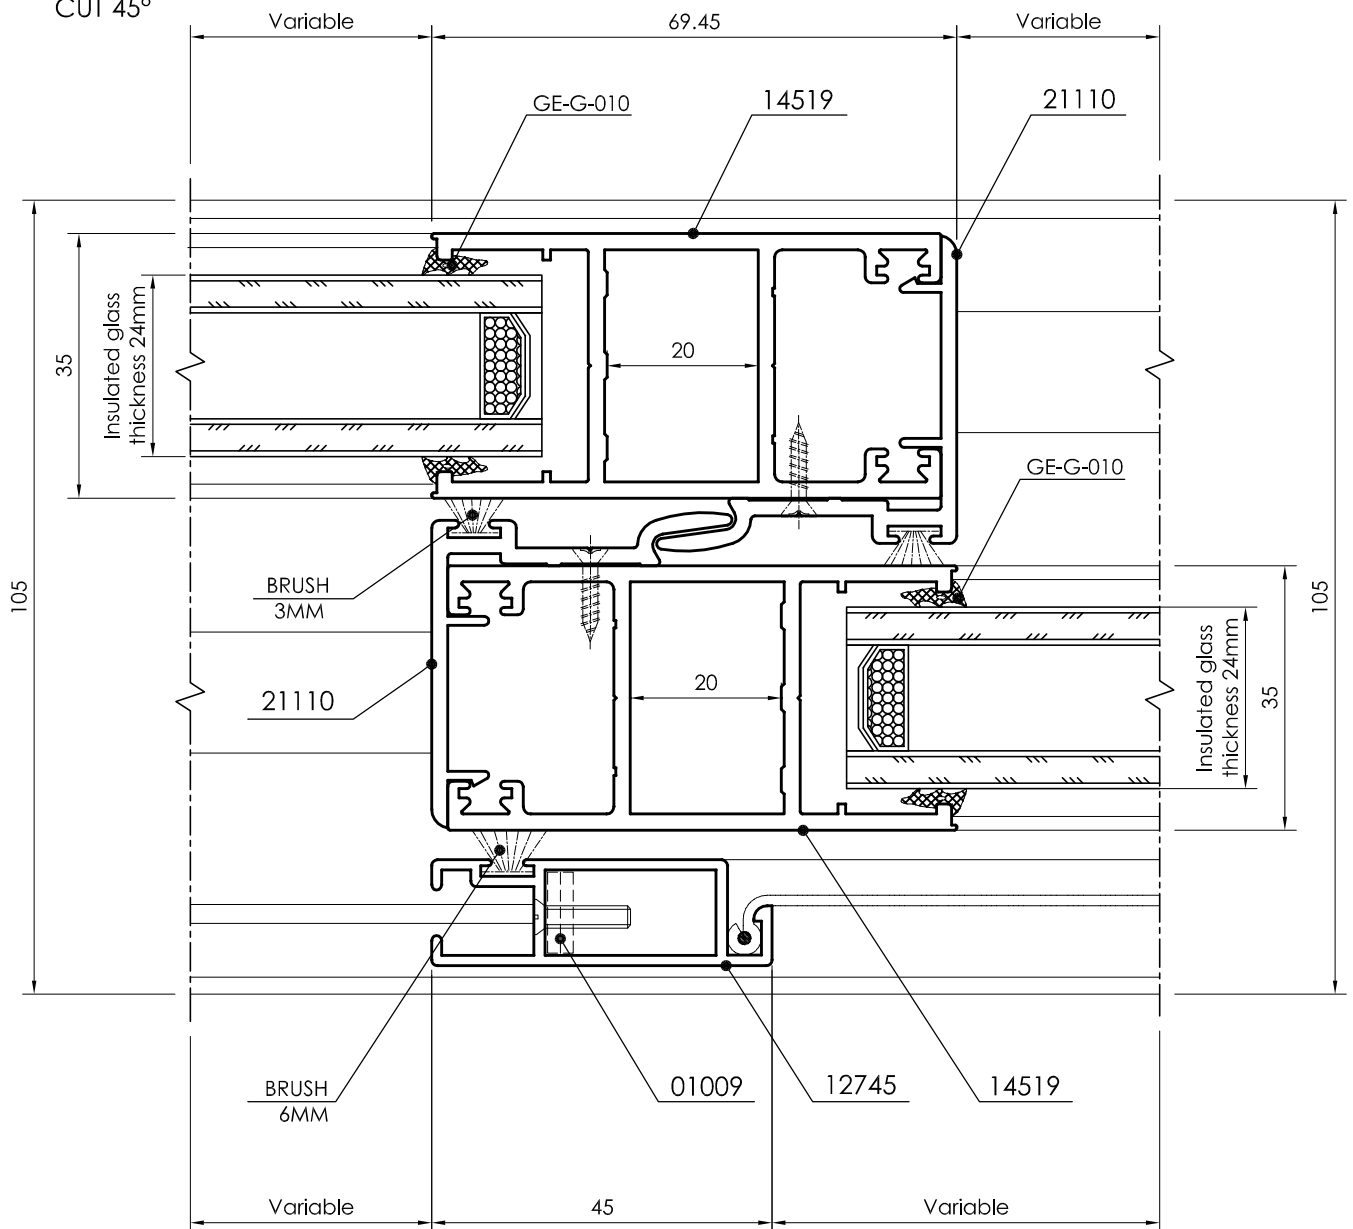 CUT 45°
Variable
69.45
Variable
GE-G-010
14519
21110
35
Insulated glass
thickness 24mm
20
GE-G-010
105
BRUSH
3MM
105
21110
20
Insulated glass
thickness 24mm
35
BRUSH
6MM
01009
12745
14519
Variable
45
Variable